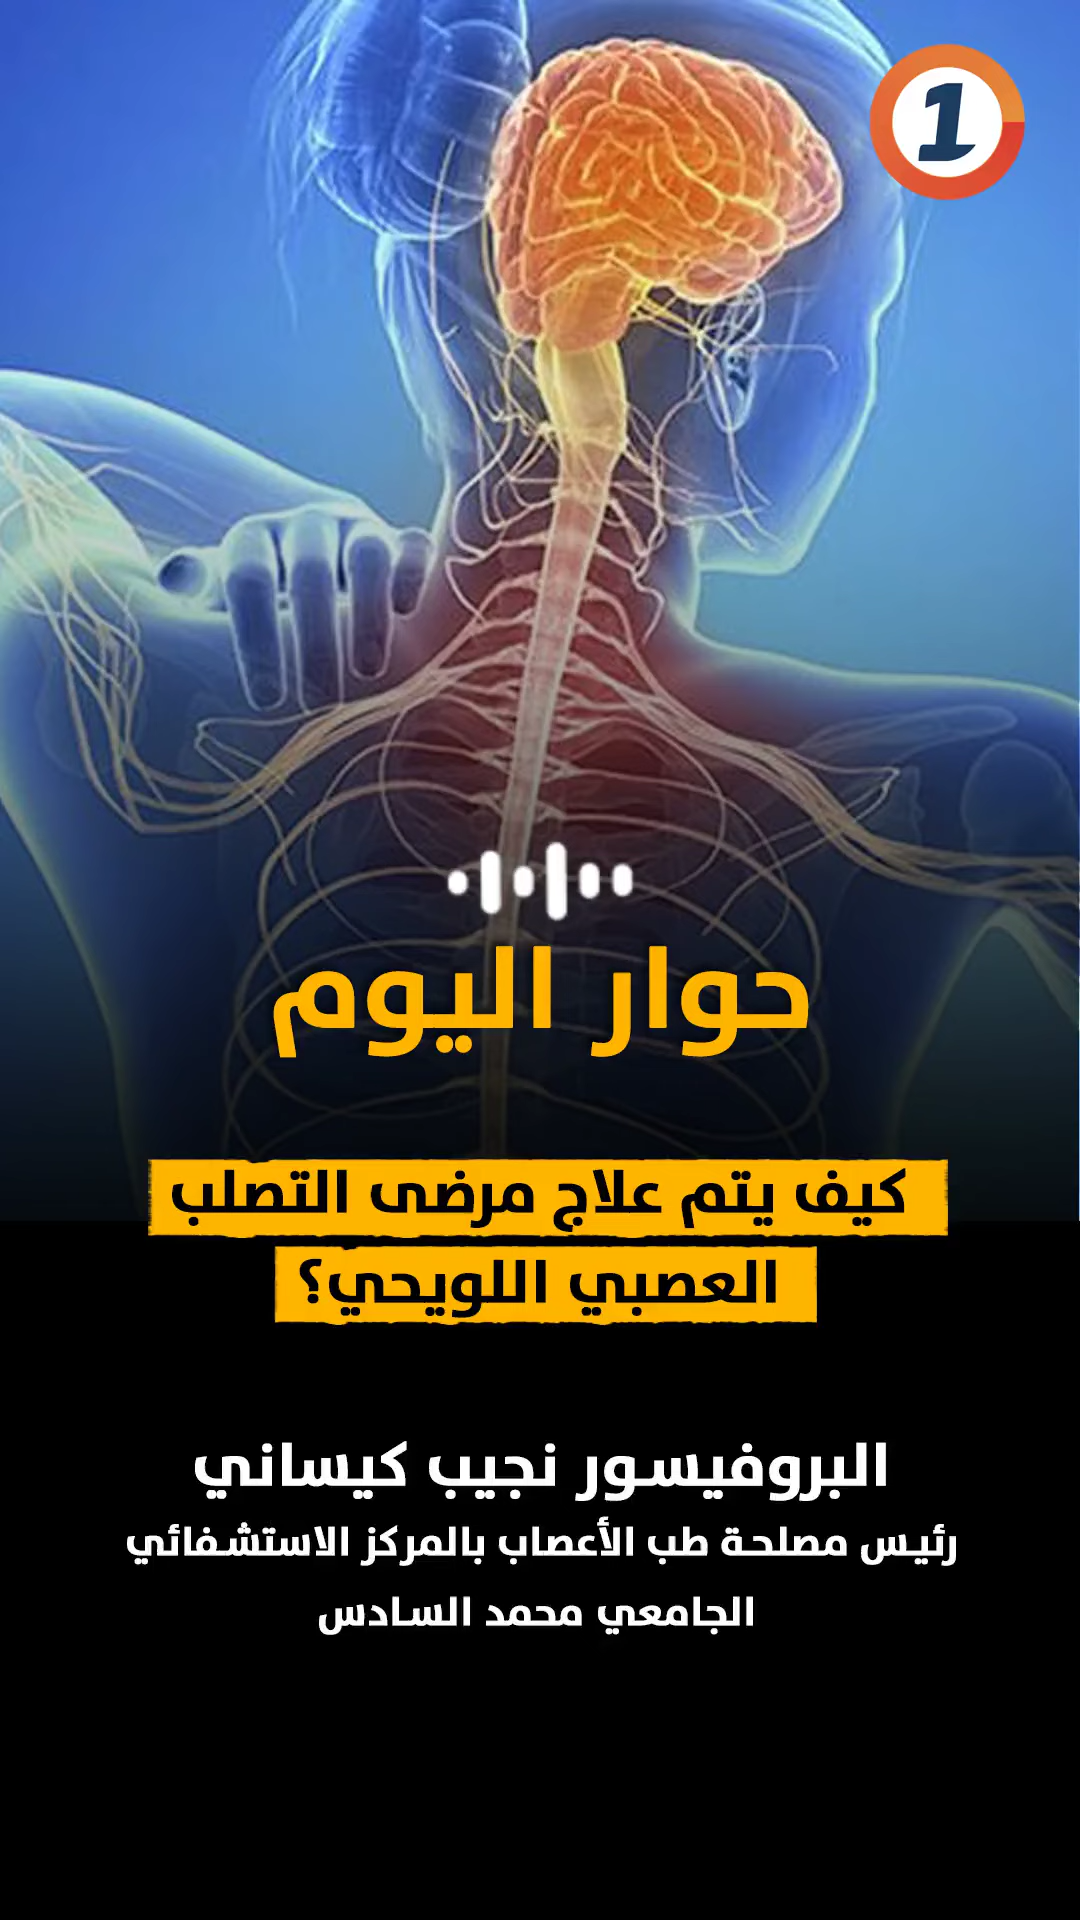 1
حوار اليوم
كيف يتم علاج مرضى التصلب
العصبي اللويحي؟
البروفيسور نجيب كيساني
رئيس مصلحة طب الأعصاب بالمركز الاستشفائي
الجامعي محمد السادس